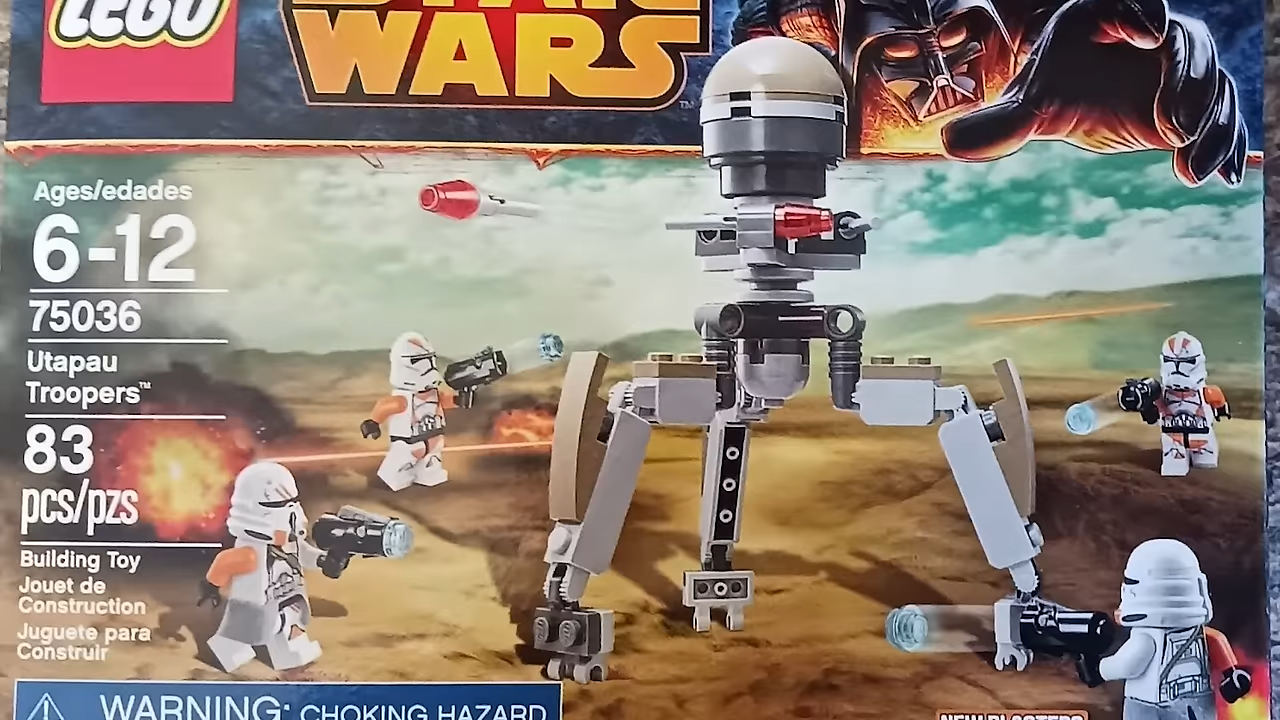 LEGO
STAR
WARS
TM
Ages/edades
6-12
75036
Utapau
Troopers™
83
pcs/pzs
Building Toy
Jouet de
Construction
Juguete para
Construir
WARNING: CHOKING HAZARD
NEW BLASTERS